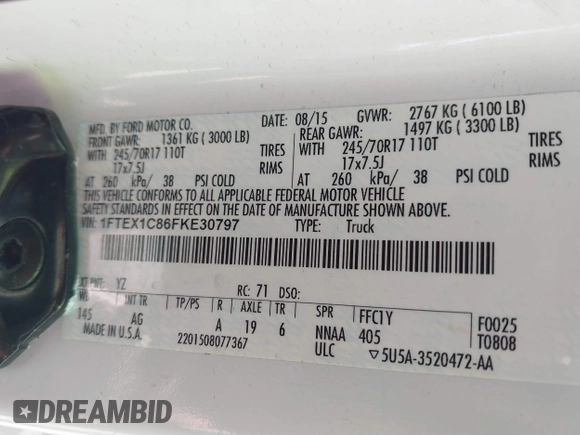 MFD. BY FORD MOTOR CO.
08/15 GVWR: 2767 KG ( 6100 LB)
FRONT GAWR: 1361 KG ( 3000 LB)
REAR GAWR: 1497 KG ( 3300 LB)
WITH 245/70R17 110T TIRES
WITH 245/70R17 110T TIRES
17x7.5J RIMS
17x7.5J RIMS
AT 260 kPa/ 38 PSI COLD
AT 260 kPa/ 38 PSI COLD
THIS VEHICLE CONFORMS TO ALL APPLICABLE FEDERAL MOTOR VEHICLE
SAFETY STANDARDS IN EFFECT ON THE DATE OF MANUFACTURE SHOWN ABOVE.
VIN: 1FTEX1C86FKE30797
TYPE: Truck
EXT PNT: YZ RC: 71 DSO:
WB INT TR TP/PS R AXLE TR SPR
145 AG A 19 6 NNAA
FFC1Y F0025
405 T0808
MADE IN U.S.A. 2201508077367 ULC
▽5U5A-3520472-AA
DREAMBID